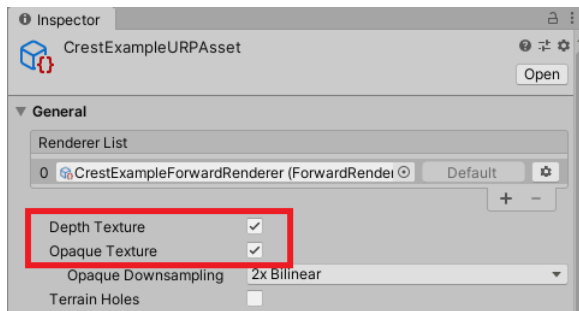 Inspector
CrestExampleURPAsset
Open
General
Renderer List
0 CrestExampleForwardRenderer (ForwardRender Default
Depth Texture
Opaque Texture
Opaque Downsampling 2x Bilinear
Terrain Holes